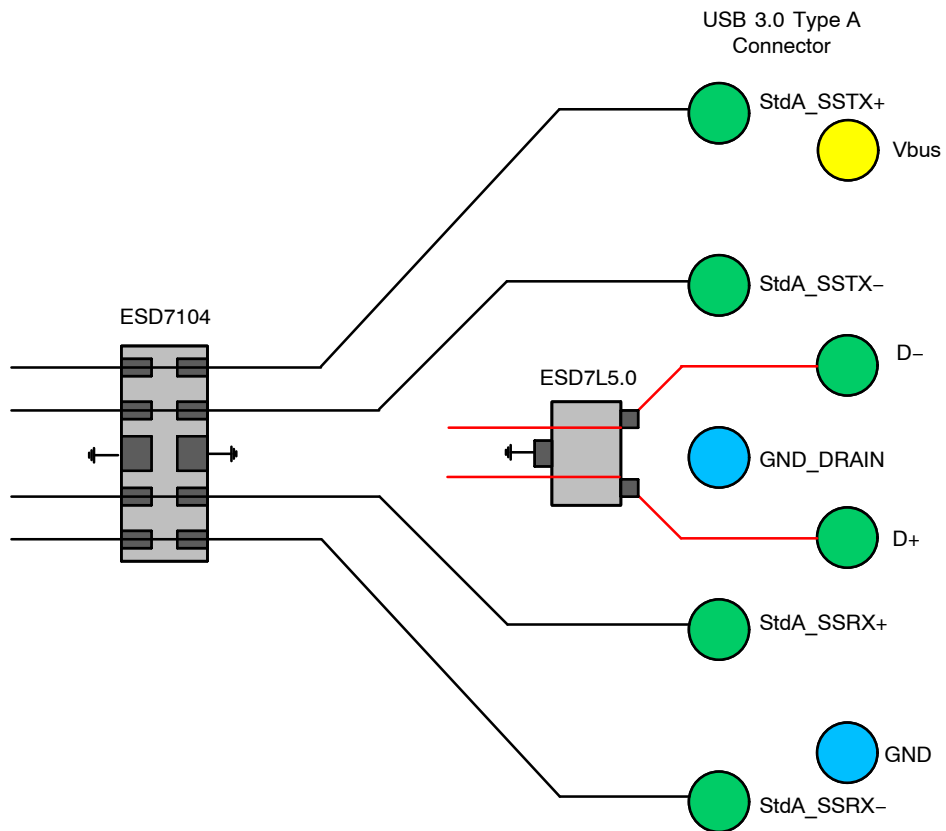 USB 3.0 Type A
Connector
StdA_SSTX+
Vbus
StdA_SSTX−
ESD7104
D−
ESD7L5.0
GND_DRAIN
D+
StdA_SSRX+
GND
StdA_SSRX−